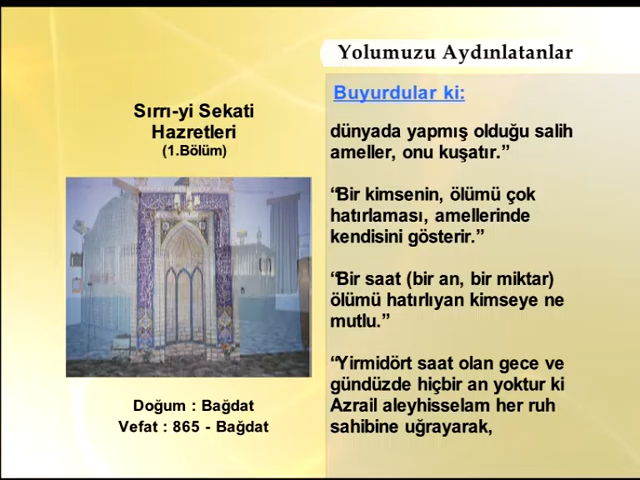 Yolumuzu Aydınlatanlar
Sırrı-yi Sekati
Hazretleri
(1.Bölüm)
Doğum : Bağdat
Vefat : 865 - Bağdat
Buyurdular ki:
dünyada yapmış olduğu salih
ameller, onu kuşatır.”
“Bir kimsenin, ölümü çok
hatırlaması, amellerinde
kendisini gösterir.”
“Bir saat (bir an, bir miktar)
ölümü hatırlıyan kimseye ne
mutlu.”
“Yirmidört saat olan gece ve
gündüzde hiçbir an yoktur ki
Azrail aleyhisselam her ruh
sahibine uğrayarak,